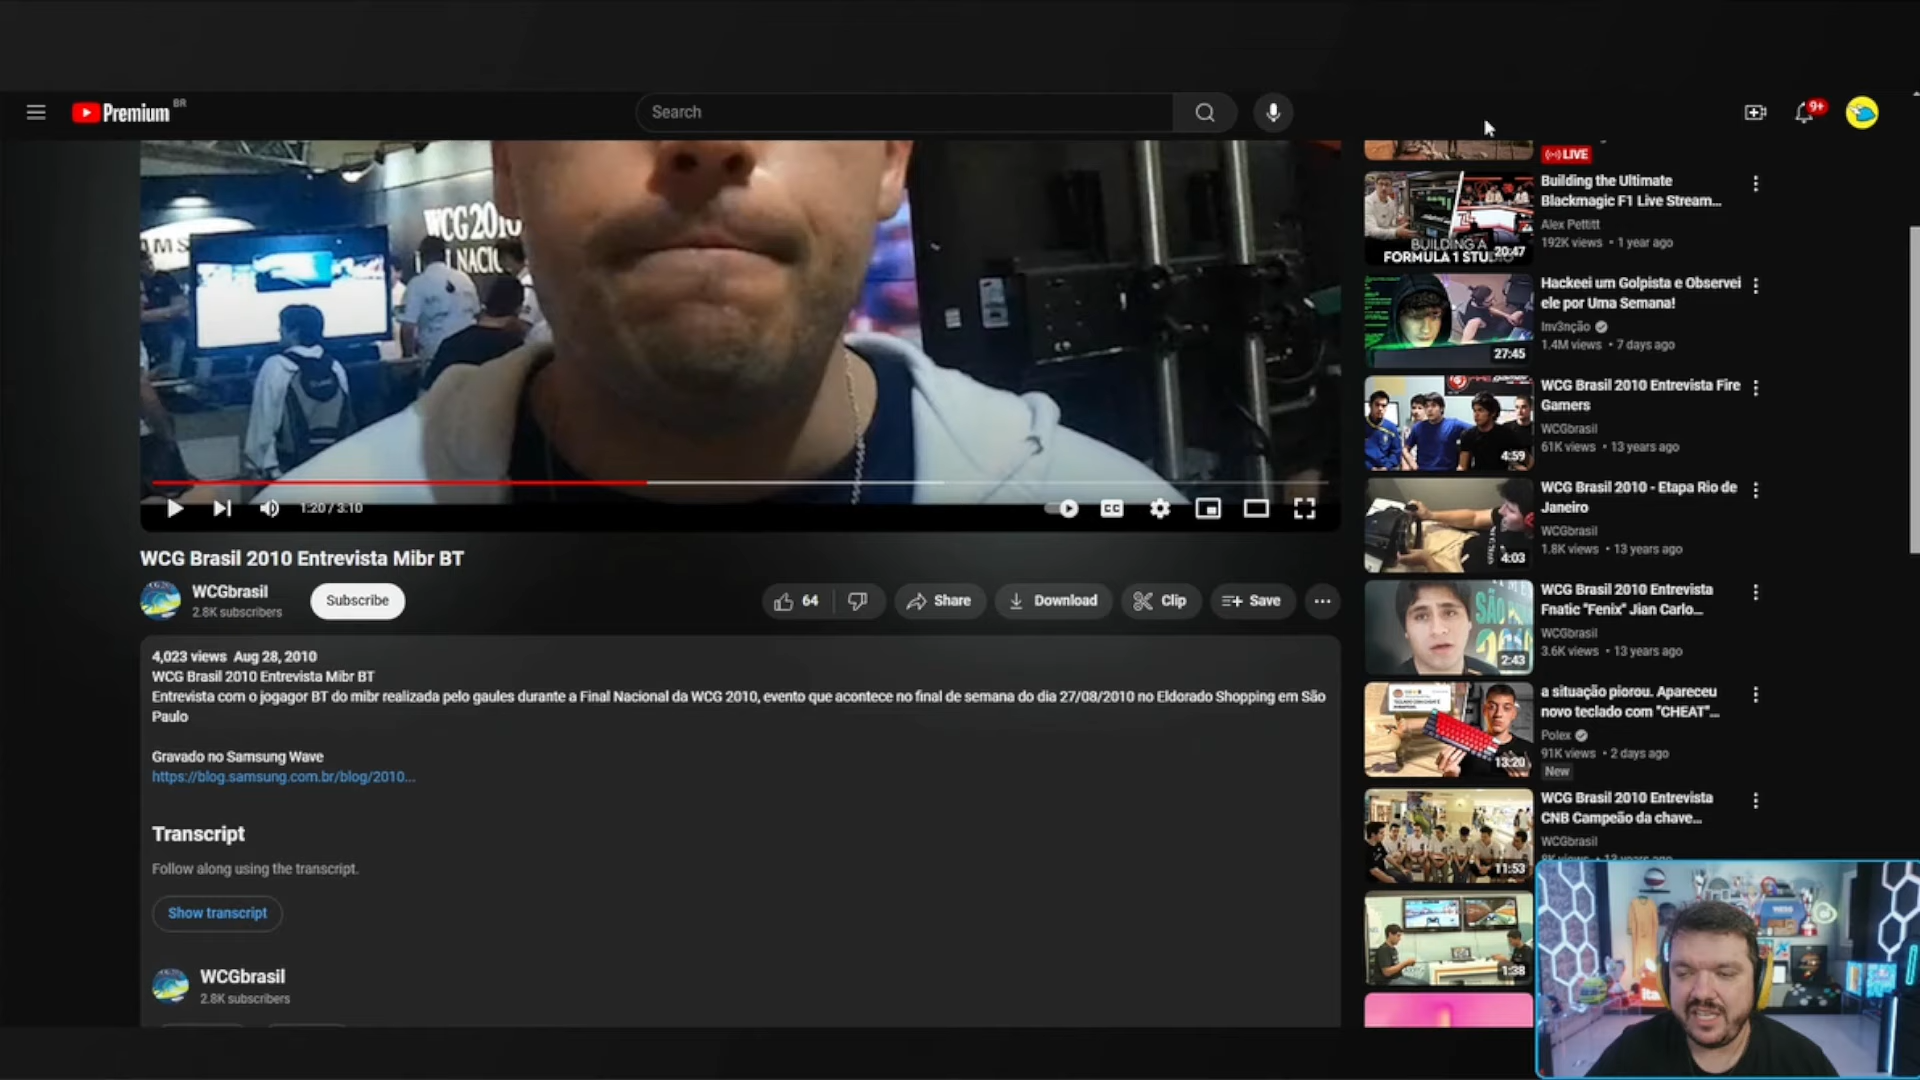 Premium BR
Search
9+
WCG 2010
NACIO
1:20 / 3:10
CC
WCG Brasil 2010 Entrevista Mibr BT
WCGbrasil
2.8K subscribers
Subscribe
64
Share
Download
Clip
Save
4,023 views Aug 28, 2010
WCG Brasil 2010 Entrevista Mibr BT
Entrevista com o jogagor BT do mibr realizada pelo gaules durante a Final Nacional da WCG 2010, evento que acontece no final de semana do dia 27/08/2010 no Eldorado Shopping em São
Paulo
Gravado no Samsung Wave
https://blog.samsung.com.br/blog/2010...
Transcript
Follow along using the transcript.
Show transcript
WCGbrasil
2.8K subscribers
LIVE
BUILDING A
FORMULA 1 STU
20:47
Building the Ultimate
Blackmagic F1 Live Stream...
Alex Pettitt
192K views • 1 year ago
27:45
Hackeei um Golpista e Observei
ele por Uma Semana!
Inv3nção
1.4M views • 7 days ago
4:59
WCG Brasil 2010 Entrevista Fire
Gamers
WCGbrasil
61K views • 13 years ago
4:03
WCG Brasil 2010 - Etapa Rio de
Janeiro
WCGbrasil
1.8K views • 13 years ago
SÃO
2:43
WCG Brasil 2010 Entrevista
Fnatic "Fenix" Jian Carlo...
WCGbrasil
3.6K views • 13 years ago
13:20
a situação piorou. Apareceu
novo teclado com "CHEAT"...
Polex
91K views • 2 days ago
New
11:53
WCG Brasil 2010 Entrevista
CNB Campeão da chave...
WCGbrasil
8K views • 13 years ago
1:38